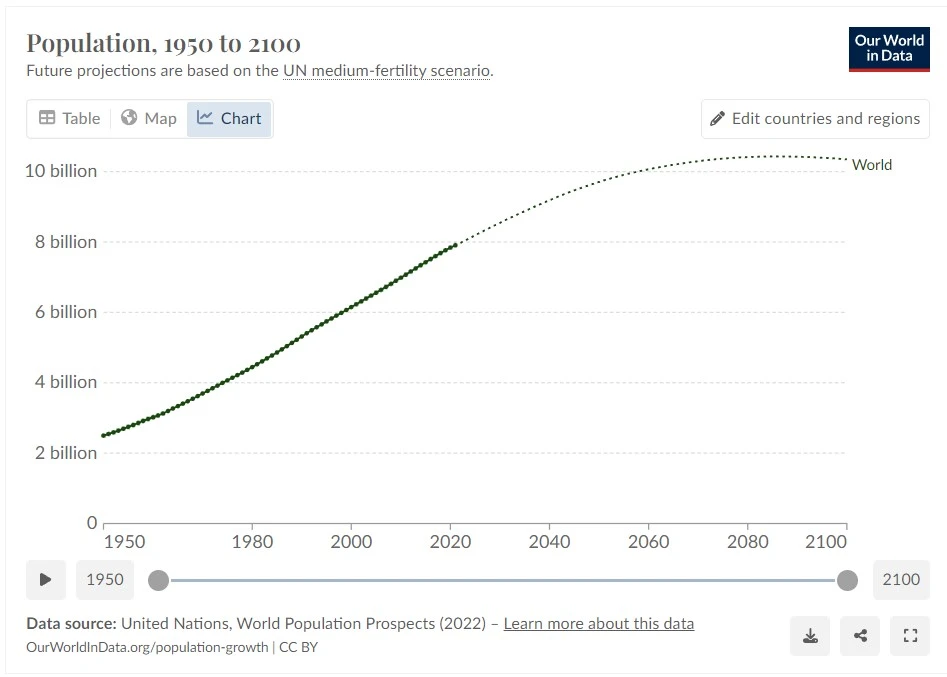 Population, 1950 to 2100
Our World
in Data
Future projections are based on the UN medium-fertility scenario.
Table
Map
Chart
Edit countries and regions
10 billion
World
8 billion
6 billion
4 billion
2 billion
0
1950
1980
2000
2020
2040
2060
2080
2100
1950
2100
Data source: United Nations, World Population Prospects (2022) – Learn more about this data
OurWorldInData.org/population-growth | CC BY